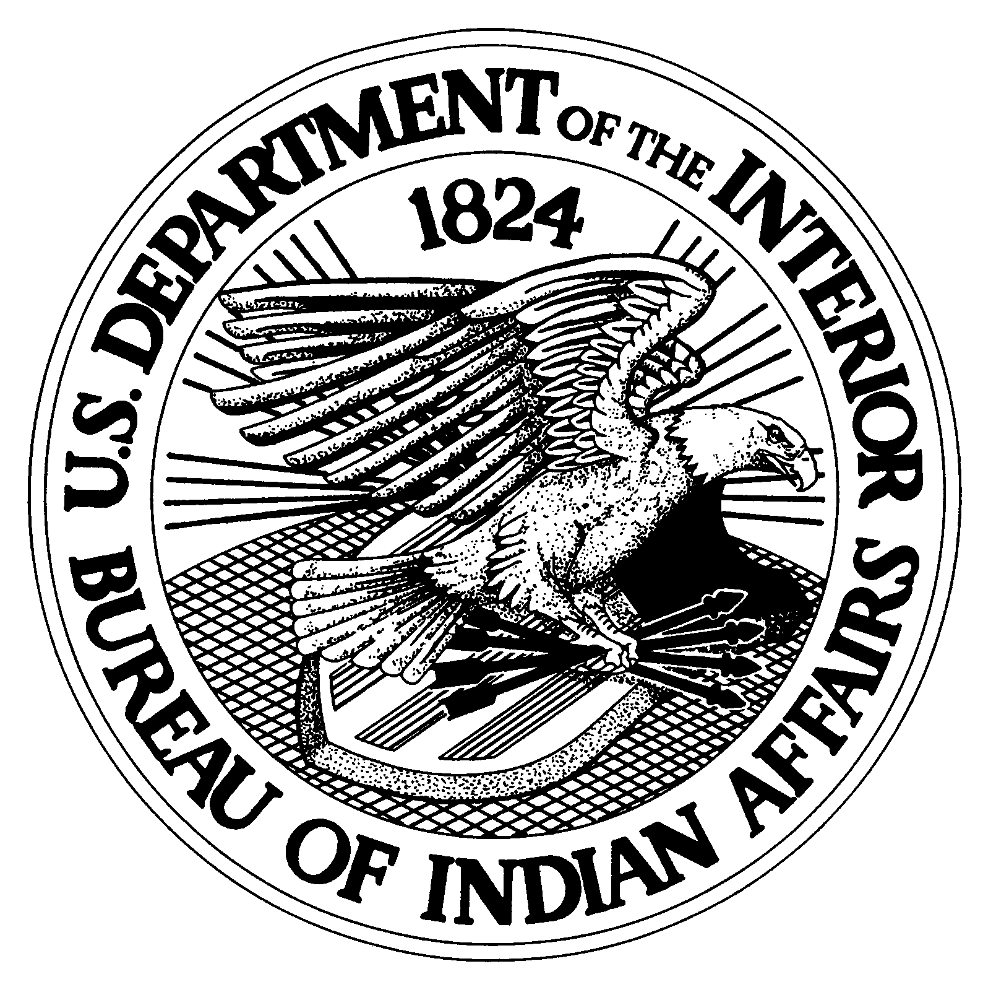 U.S. DEPARTMENT OF THE INTERIOR
1824
BUREAU OF INDIAN AFFAIRS